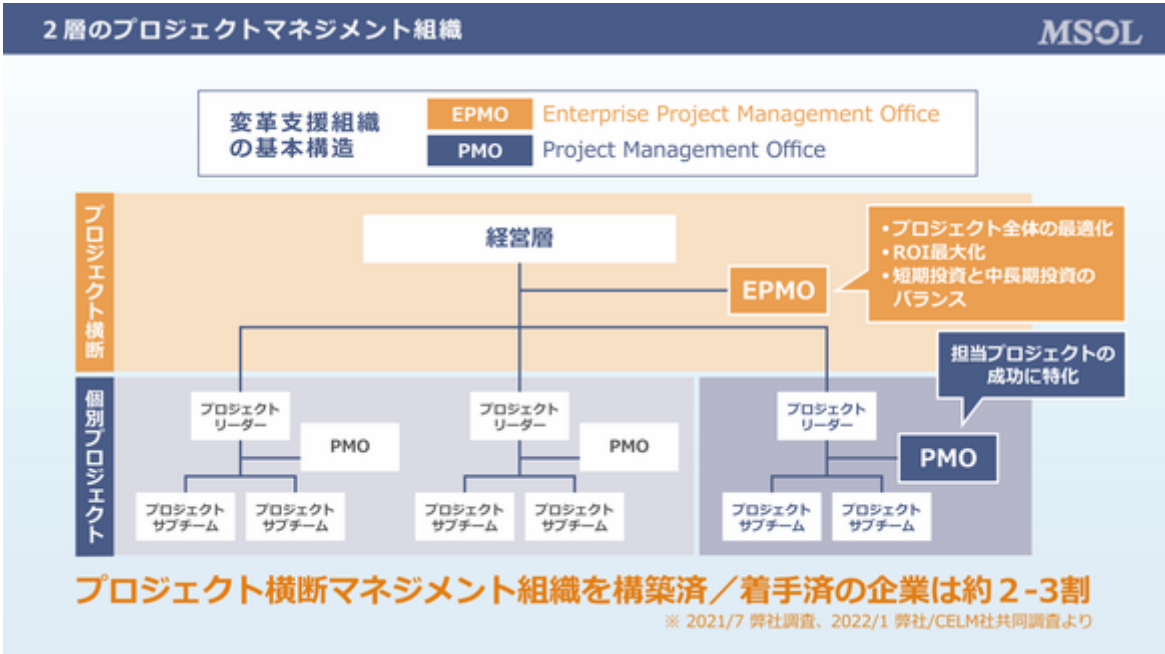 2層のプロジェクトマネジメント組織
MSOL
変革支援組織
の基本構造
EPMO
Enterprise Project Management Office
PMO
Project Management Office
プロジェクト横断
経営層
EPMO
•プロジェクト全体の最適化
•ROI最大化
•短期投資と中長期投資の
バランス
担当プロジェクトの
成功に特化
個別プロジェクト
プロジェクト
リーダー
PMO
プロジェクト
サブチーム
プロジェクト
サブチーム
プロジェクト
リーダー
PMO
プロジェクト
サブチーム
プロジェクト
サブチーム
プロジェクト
リーダー
PMO
プロジェクト
サブチーム
プロジェクト
サブチーム
プロジェクト横断マネジメント組織を構築済/着手済の企業は約2-3割
※ 2021/7 弊社調査、2022/1 弊社/CELM社共同調査より